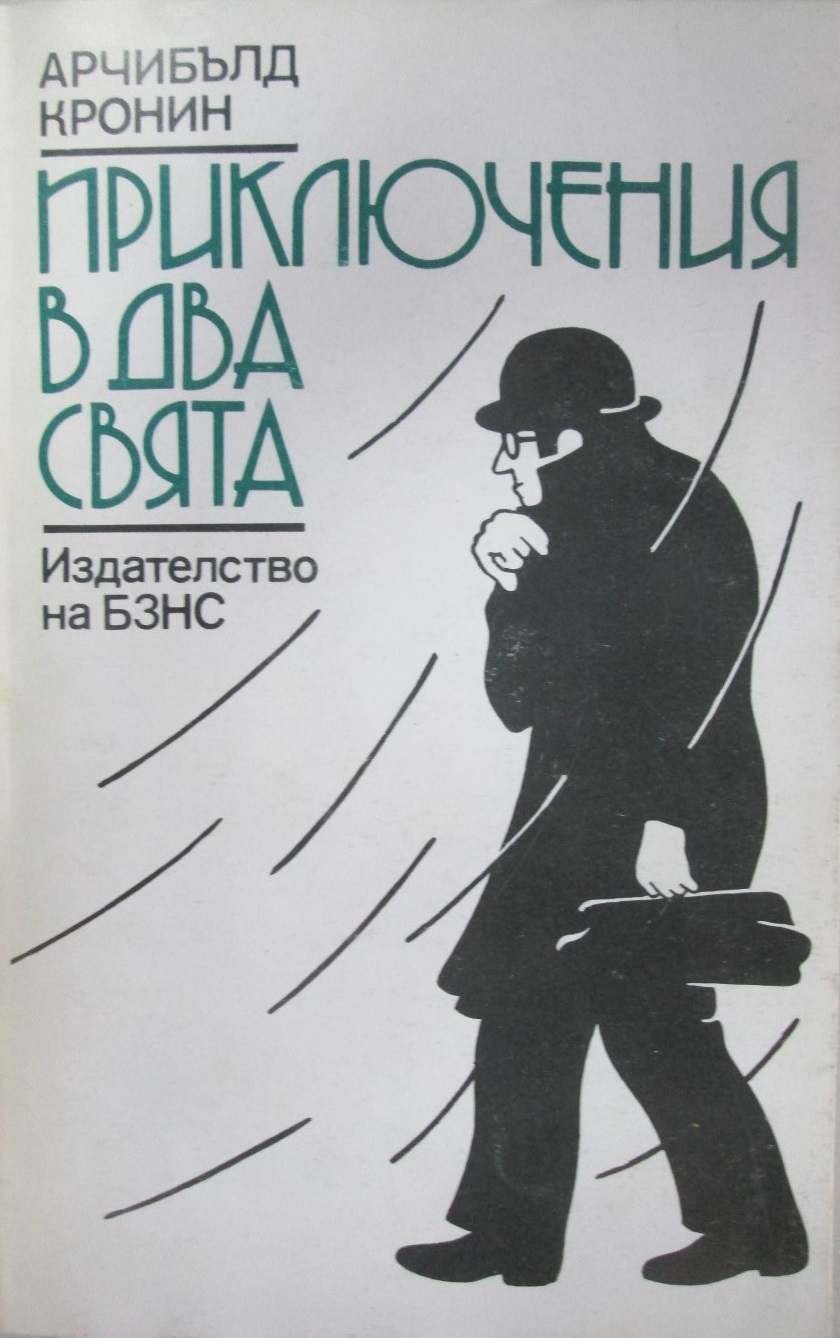 АРЧИБЪЛД
КРОНИН
ПРИКЛЮЧЕНИЯ
В ДВА
СВЯТА
Издателство
на БЗНС